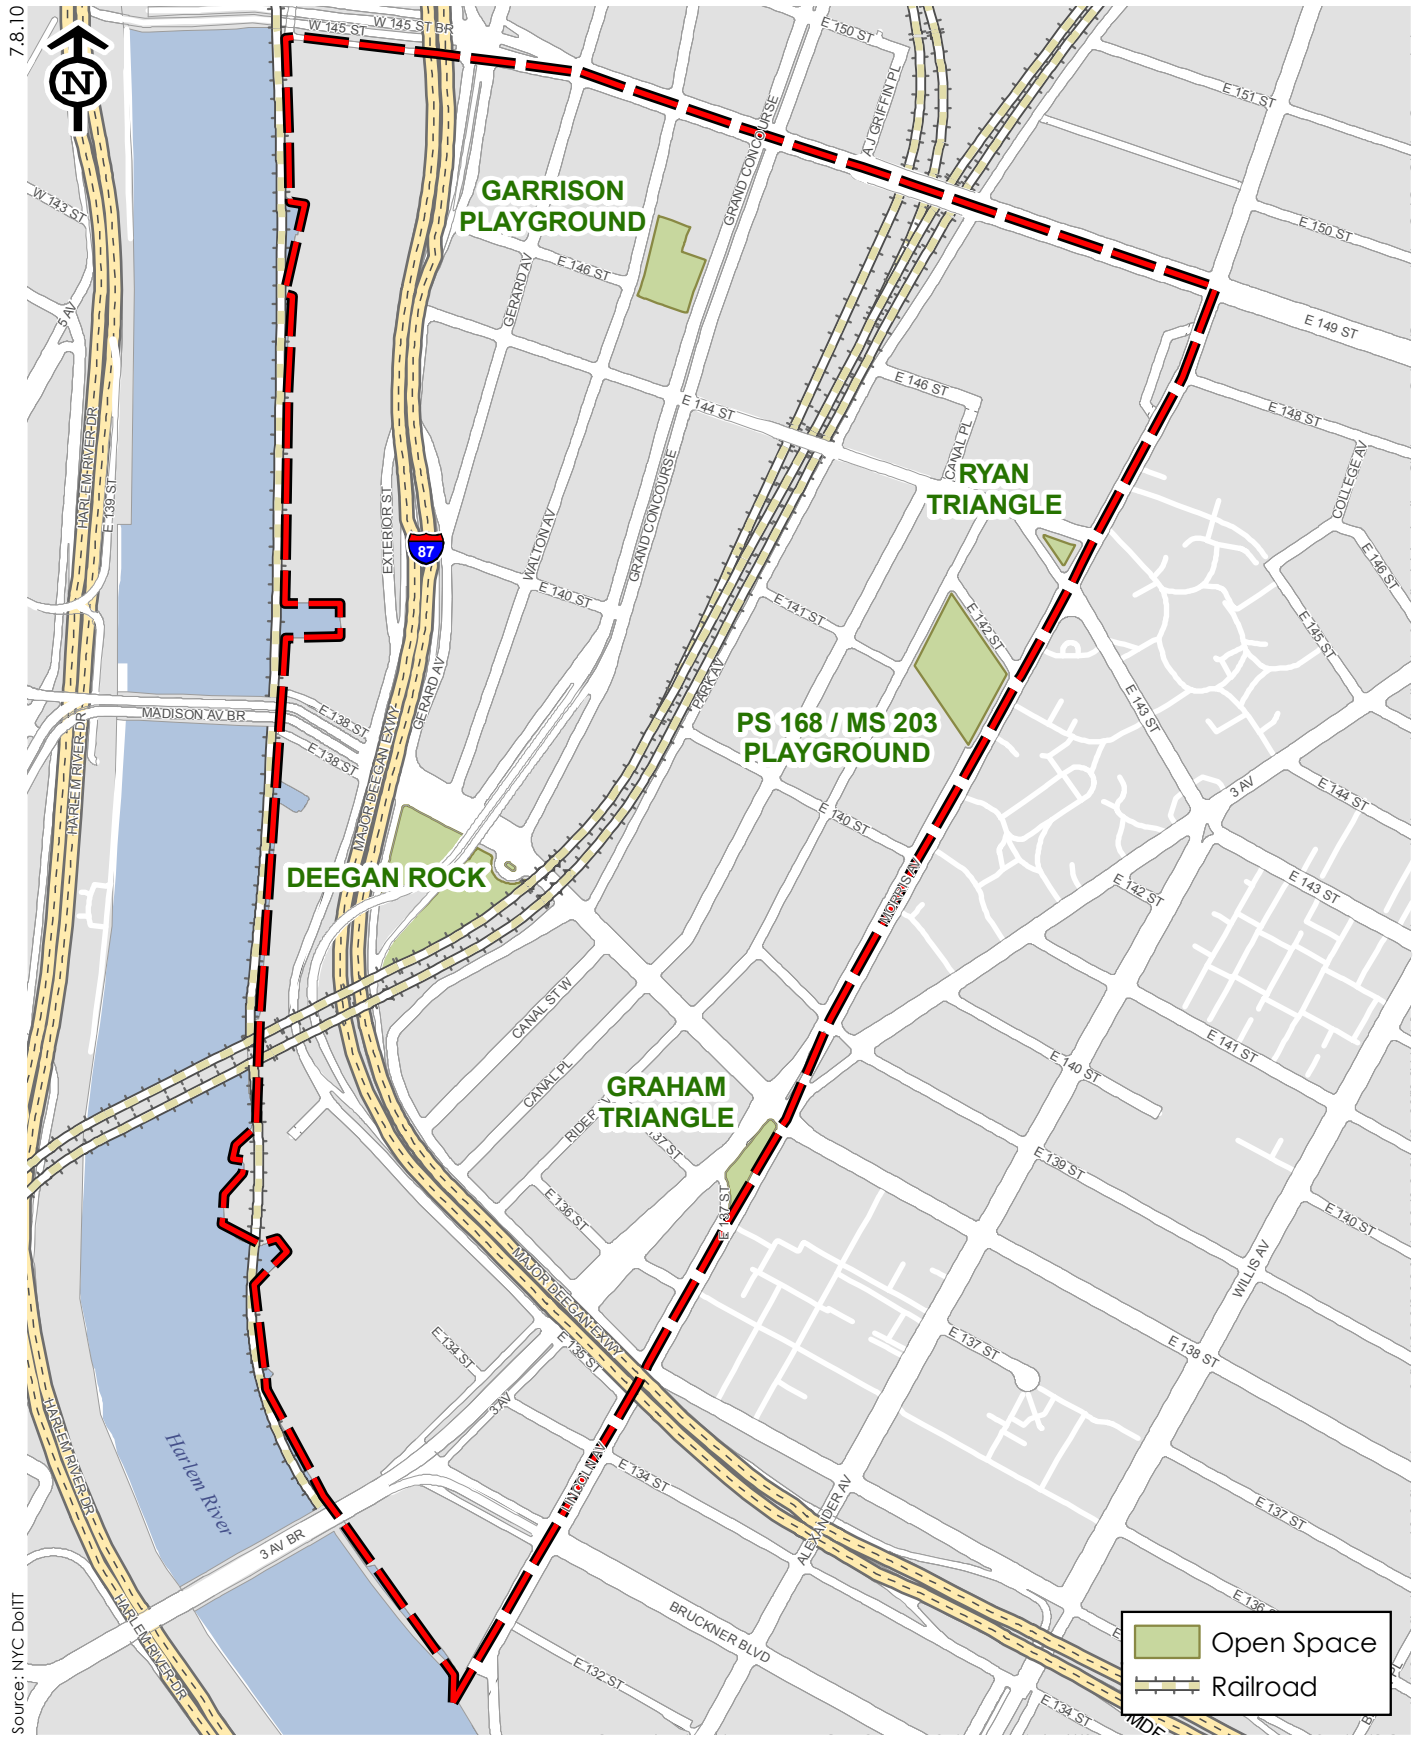 7.8.10
N
W 145 ST
W 145 ST BR
E 150 ST
E 151 ST
A J GRIFFIN PL
GRAND CONCOURSE
W 143 ST
GARRISON
PLAYGROUND
E 150 ST
E 146 ST
GERARD AV
5 AV
E 149 ST
E 146 ST
E 144 ST
E 148 ST
HARLEM RIVER DR
E 139 ST
CANAL PL
COLLEGE AV
RYAN
TRIANGLE
EXTERIOR ST
GRAND CONCOURSE
WALTON AV
87
E 146 ST
E 140 ST
E 141 ST
E 142 ST
E 145 ST
PARK AV
GERARD AV
MADISON AV BR
E 138 ST
E 138 ST
HARLEM RIVER DR
E 143 ST
PS 168 / MS 203
PLAYGROUND
MAJOR DEEGAN EXWY
3 AV
E 144 ST
E 140 ST
DEEGAN ROCK
MORRIS AV
E 142 ST
E 143 ST
CANAL ST W
E 141 ST
E 140 ST
CANAL PL
GRAHAM
TRIANGLE
RIDER
137 ST
E 139 ST
E 136 ST
E 137 ST
E 140 ST
WILLIS AV
MAJOR DEEGAN EXWY
E 134 ST
E 135 ST
E 137 ST
E 138 ST
3 AV
HARLEM RIVER DR
Harlem River
LINCOLN AV
E 134 ST
ALEXANDER AV
E 137 ST
3 AV BR
HARLEM RIVER DR
BRUCKNER BLVD
E 136
E 132 ST
E 134 ST
MDE
Open Space
Railroad
Source: NYC DoITT